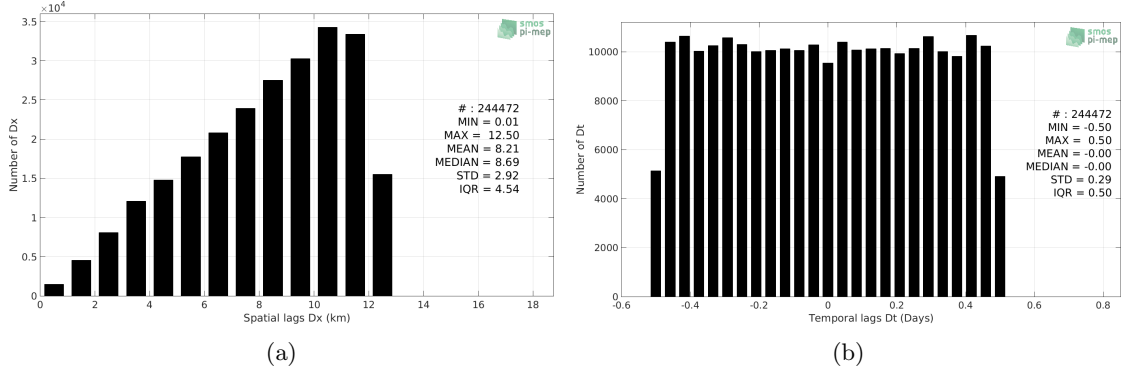 ×10⁴
3.5
3
2.5
2
1.5
1
0.5
0
Number of Dx
0 2 4 6 8 10 12 14 16 18
Spatial lags Dx (km)
smos
pi-mep
# : 244472
MIN = 0.01
MAX = 12.50
MEAN = 8.21
MEDIAN = 8.69
STD = 2.92
IQR = 4.54
(a)
10000
8000
6000
4000
2000
0
Number of Dt
-0.6 -0.4 -0.2 0 0.2 0.4 0.6 0.8
Temporal lags Dt (Days)
smos
pi-mep
# : 244472
MIN = -0.50
MAX = 0.50
MEAN = -0.00
MEDIAN = -0.00
STD = 0.29
IQR = 0.50
(b)